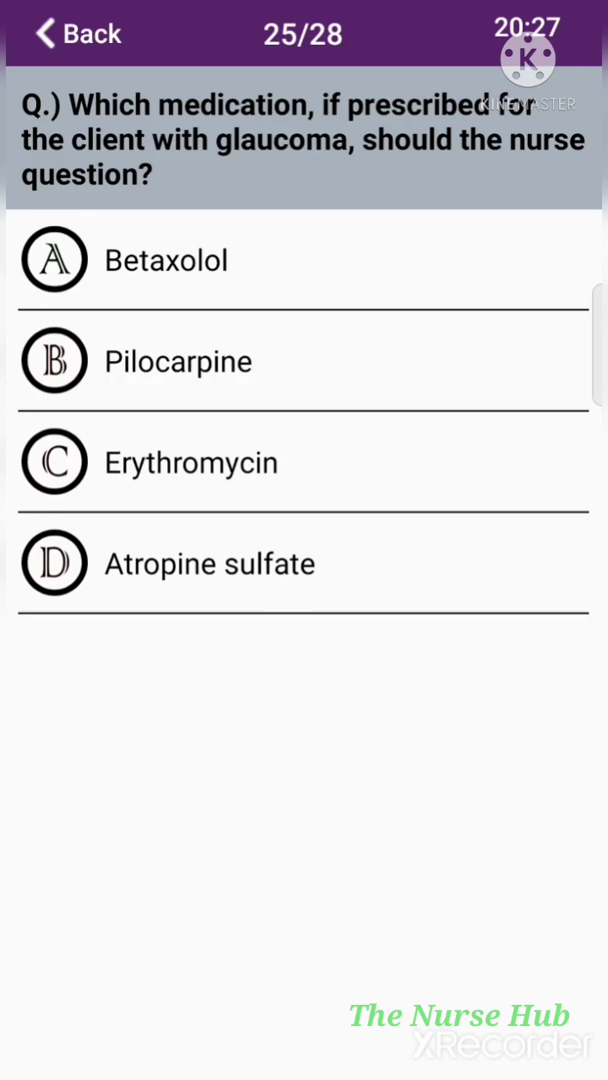 Back 25/28 20:27
KINEMASTER
Q.) Which medication, if prescribed for
the client with glaucoma, should the nurse
question?
A Betaxolol
B Pilocarpine
C Erythromycin
D Atropine sulfate
The Nurse Hub
XRecorder